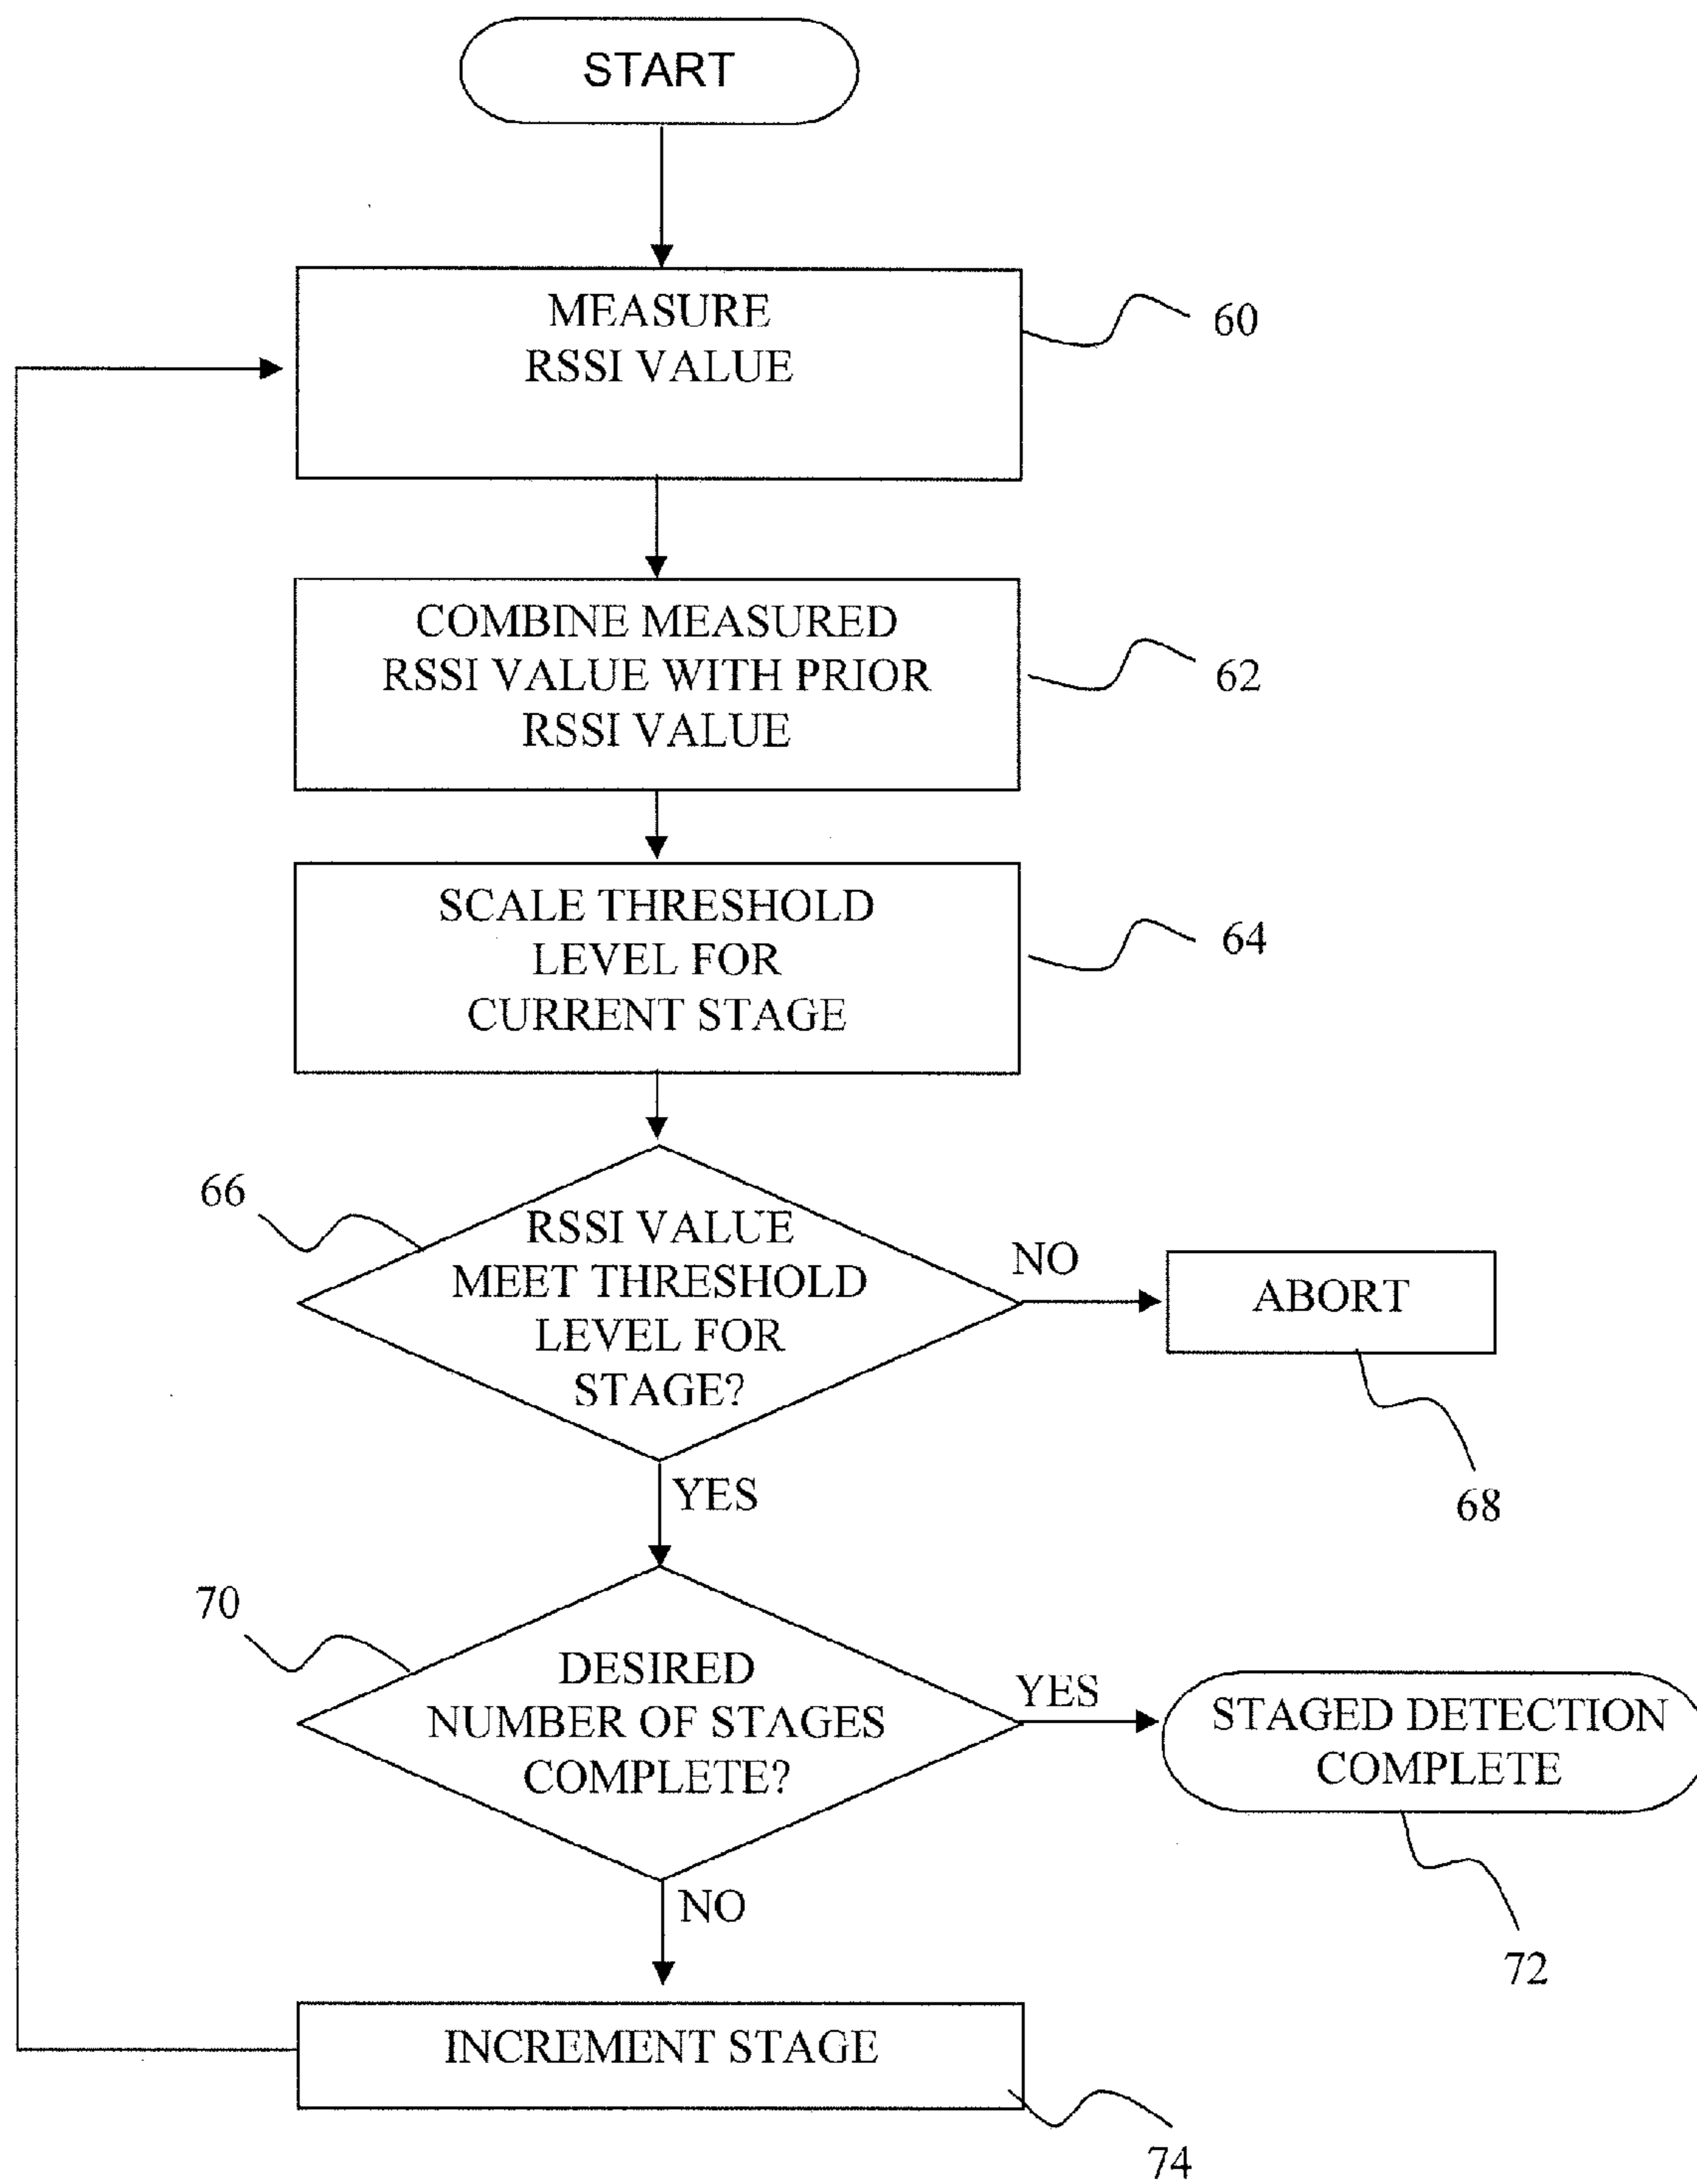 START
MEASURE
RSSI VALUE
60
COMBINE MEASURED
RSSI VALUE WITH PRIOR
RSSI VALUE
62
SCALE THRESHOLD
LEVEL FOR
CURRENT STAGE
64
66
RSSI VALUE
MEET THRESHOLD
LEVEL FOR
STAGE?
NO
ABORT
68
YES
70
DESIRED
NUMBER OF STAGES
COMPLETE?
YES
STAGED DETECTION
COMPLETE
72
NO
INCREMENT STAGE
74